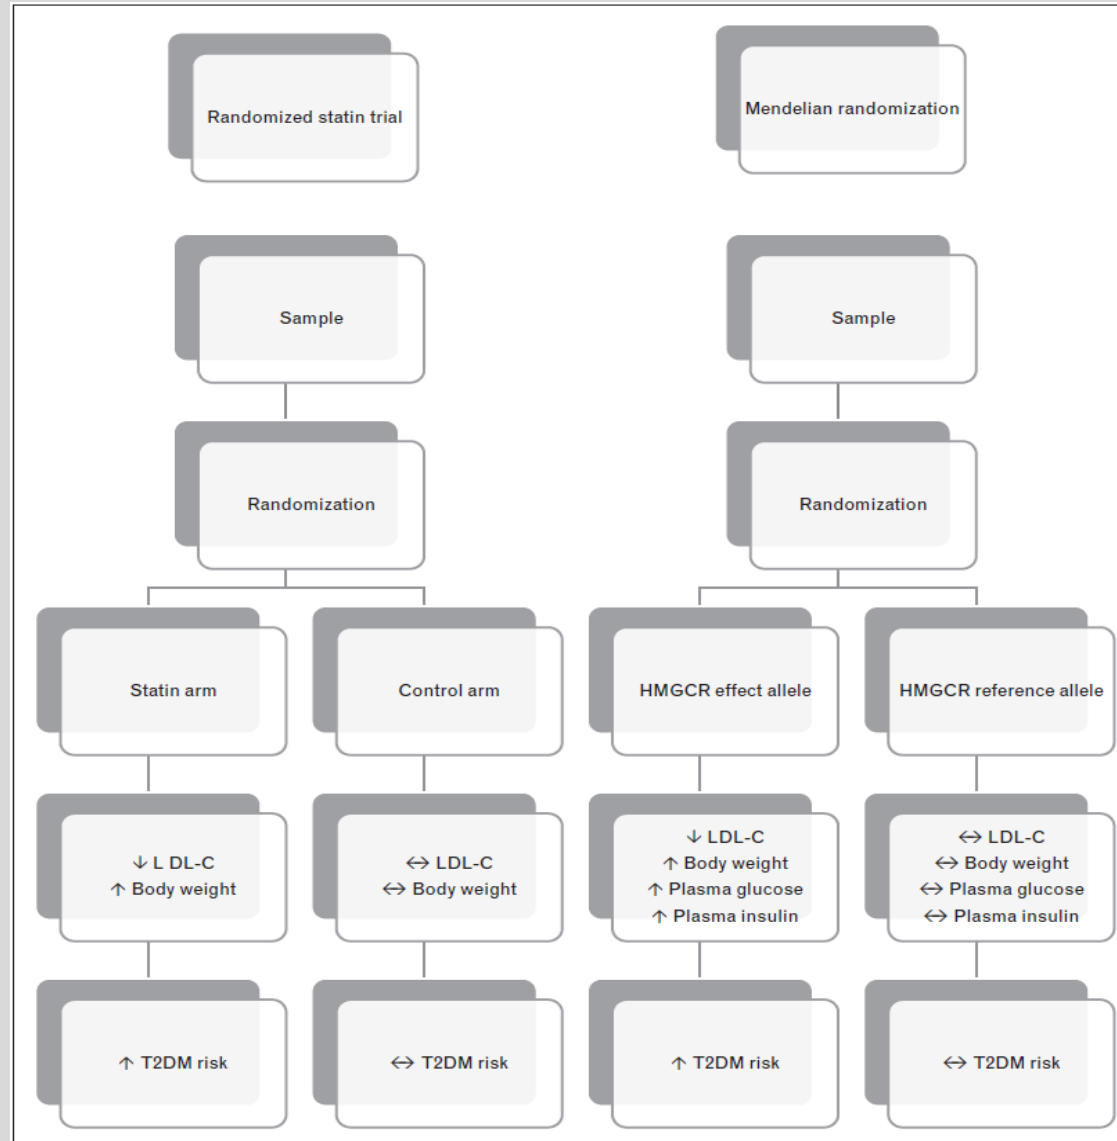 Randomized statin trial
Mendelian randomization
Sample
Sample
Randomization
Randomization
Statin arm
Control arm
HMGCR effect allele
HMGCR reference allele
↓ L DL-C
↑ Body weight
↔ LDL-C
↔ Body weight
↓ LDL-C
↑ Body weight
↑ Plasma glucose
↑ Plasma insulin
↔ LDL-C
↔ Body weight
↔ Plasma glucose
↔ Plasma insulin
↑ T2DM risk
↔ T2DM risk
↑ T2DM risk
↔ T2DM risk